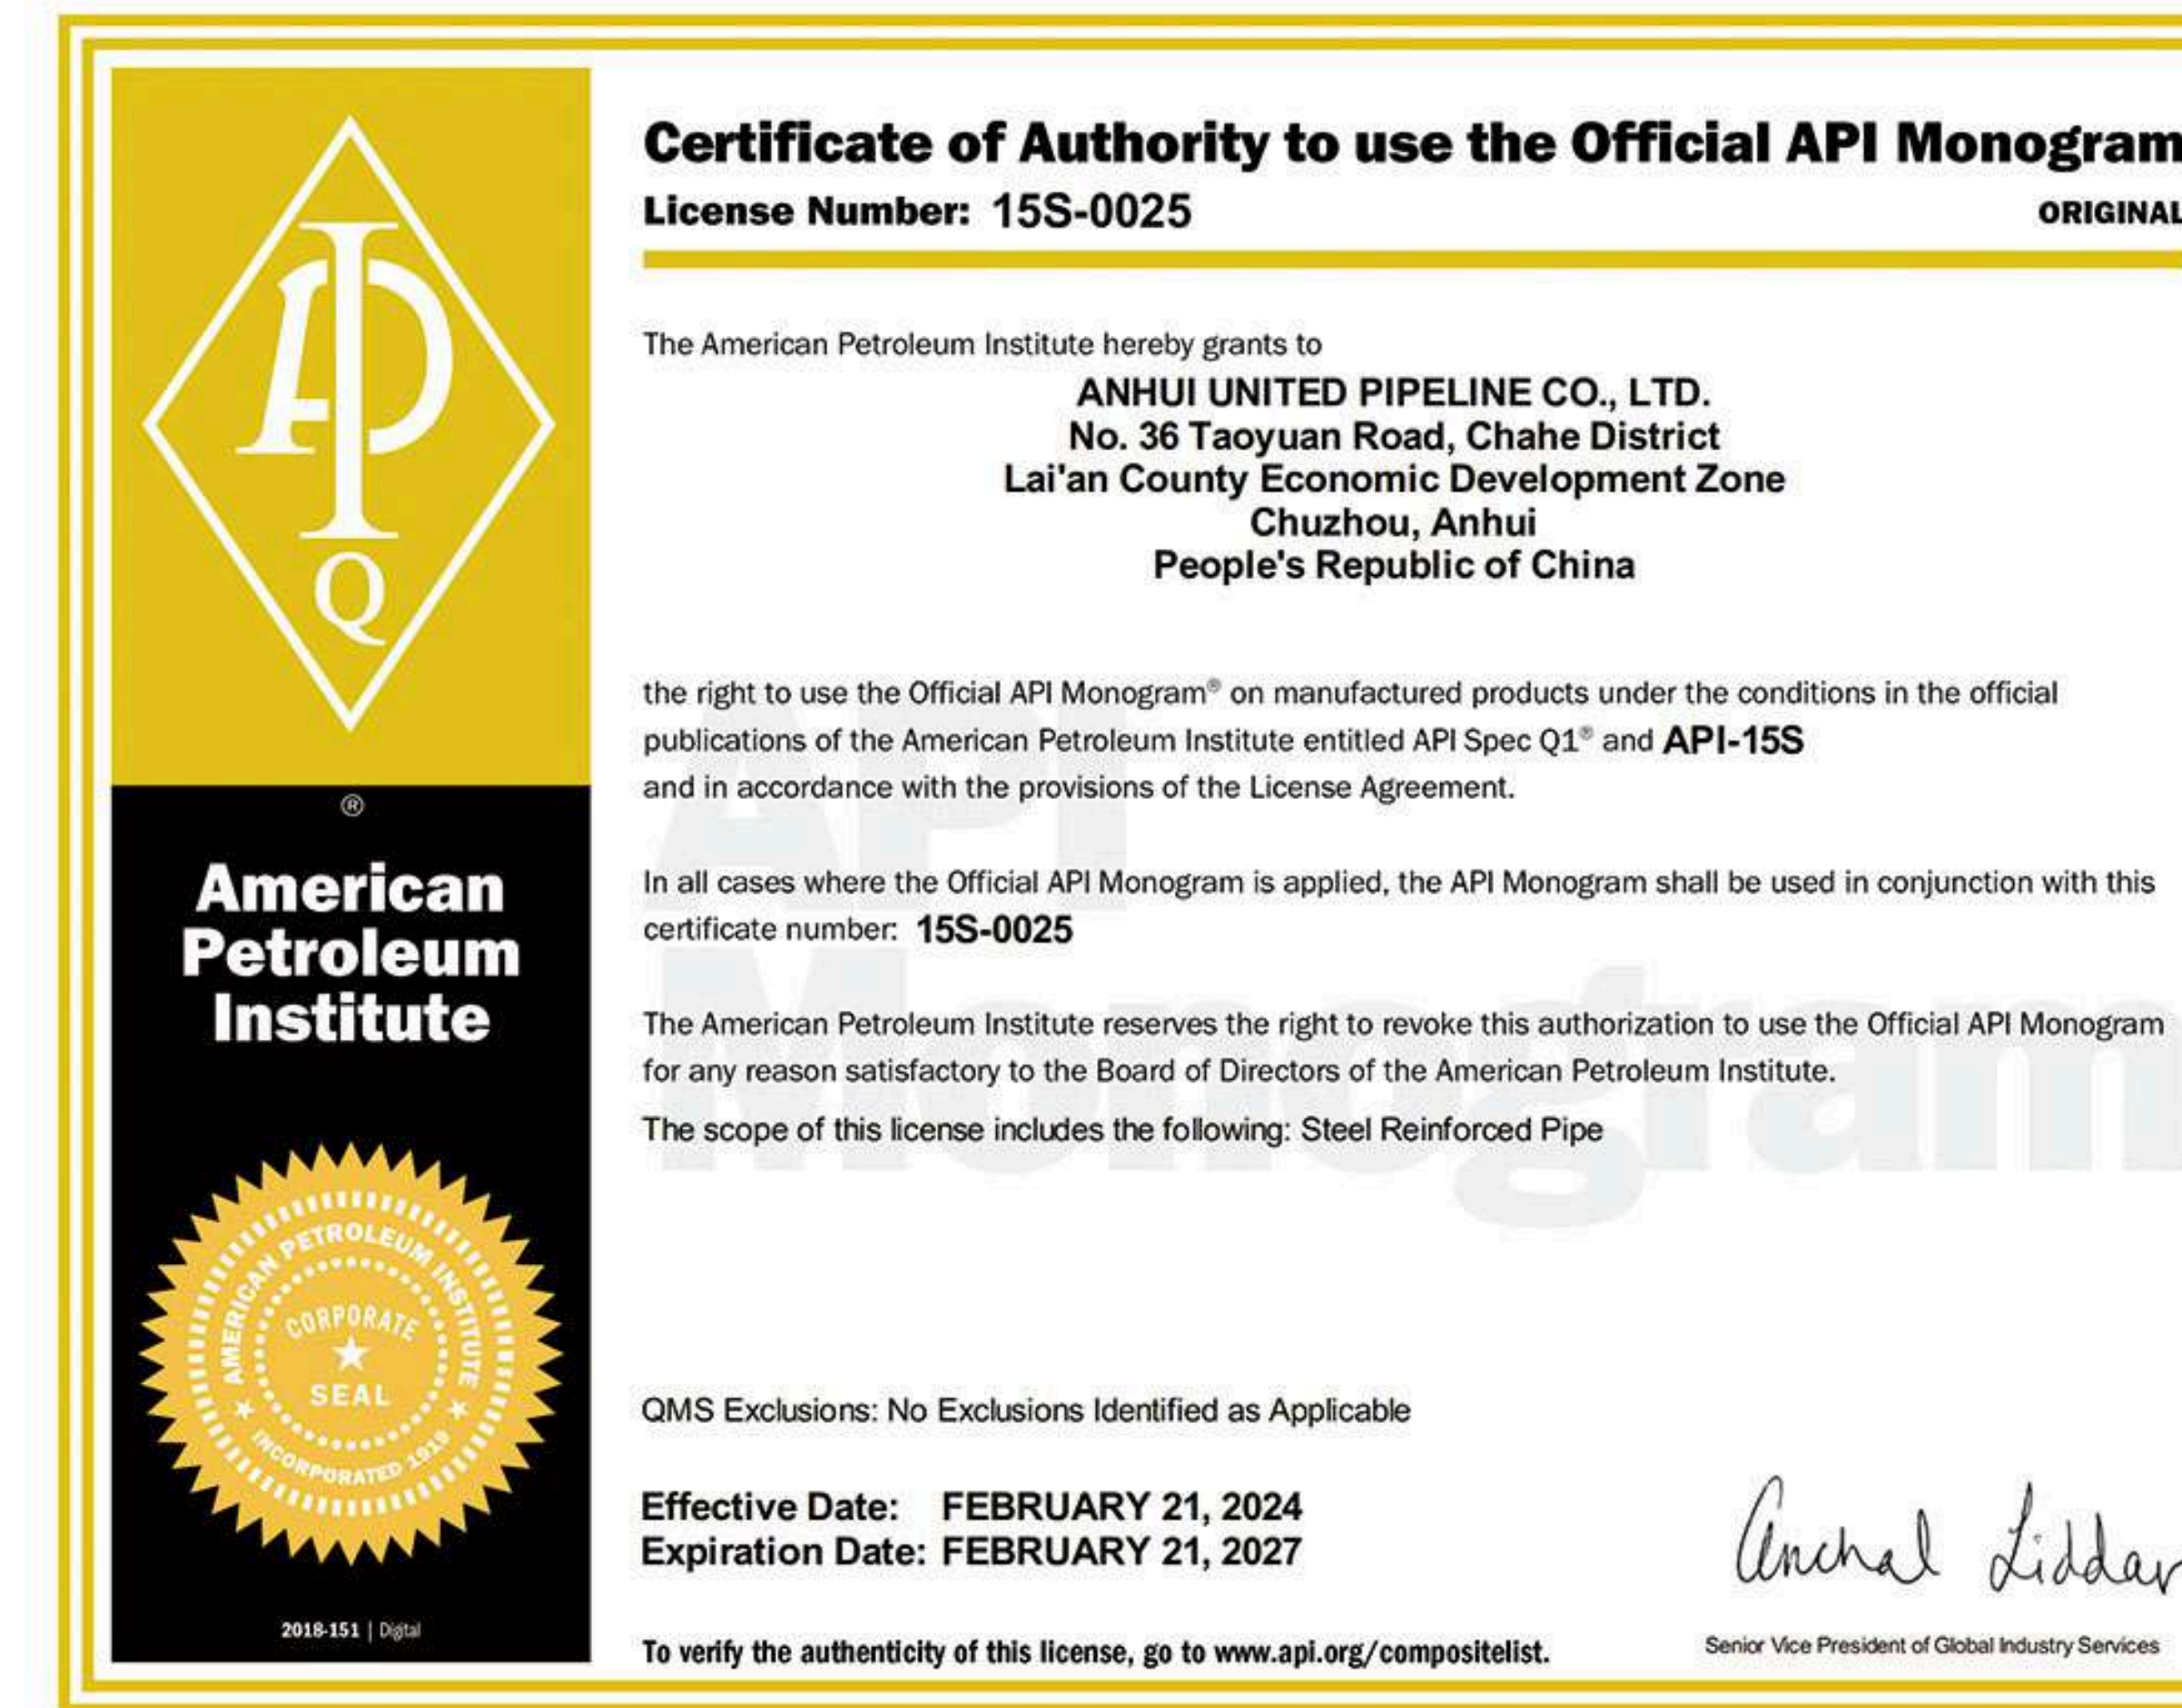 Certificate of Authority to use the Official API Monogram
License Number: 15S-0025
ORIGINAL
The American Petroleum Institute hereby grants to
ANHUI UNITED PIPELINE CO., LTD.
No. 36 Taoyuan Road, Chahe District
Lai'an County Economic Development Zone
Chuzhou, Anhui
People's Republic of China
the right to use the Official API Monogram® on manufactured products under the conditions in the official
publications of the American Petroleum Institute entitled API Spec Q1® and API-15S
and in accordance with the provisions of the License Agreement.
In all cases where the Official API Monogram is applied, the API Monogram shall be used in conjunction with this
certificate number: 15S-0025
The American Petroleum Institute reserves the right to revoke this authorization to use the Official API Monogram
for any reason satisfactory to the Board of Directors of the American Petroleum Institute.
The scope of this license includes the following: Steel Reinforced Pipe
QMS Exclusions: No Exclusions Identified as Applicable
Effective Date: FEBRUARY 21, 2024
Expiration Date: FEBRUARY 21, 2027
To verify the authenticity of this license, go to www.api.org/compositelist.
Anchal Liddar
Senior Vice President of Global Industry Services
API
Monogram
API
Q
®
American
Petroleum
Institute
AMERICAN PETROLEUM INSTITUTE
CORPORATE
SEAL
INCORPORATED 1919
2018-151 | Digital